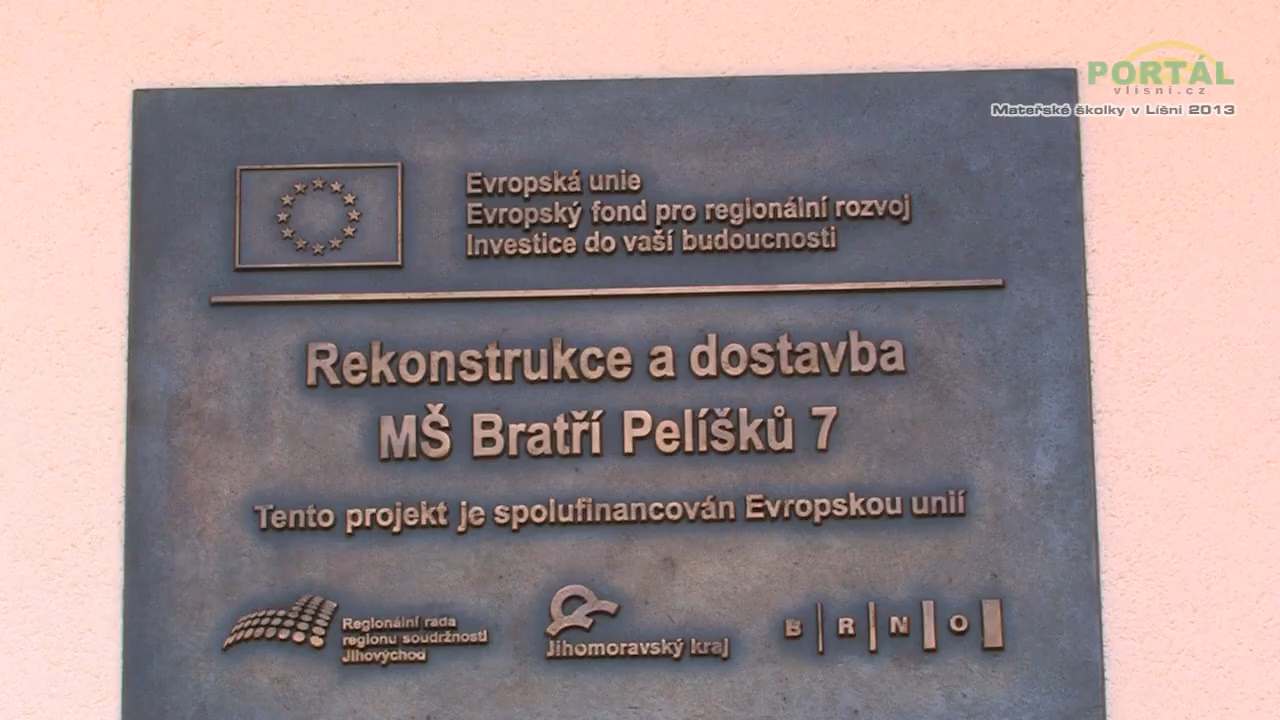 PORTÁL
vlisni.cz
Mateřské školky v Líšni 2013
Evropská unie
Evropský fond pro regionální rozvoj
Investice do vaší budoucnosti
Rekonstrukce a dostavba
MŠ Bratří Pelíšků 7
Tento projekt je spolufinancován Evropskou unií
Regionální rada
regionu soudržnosti
Jihovýchod
Jihomoravský kraj
B R N O